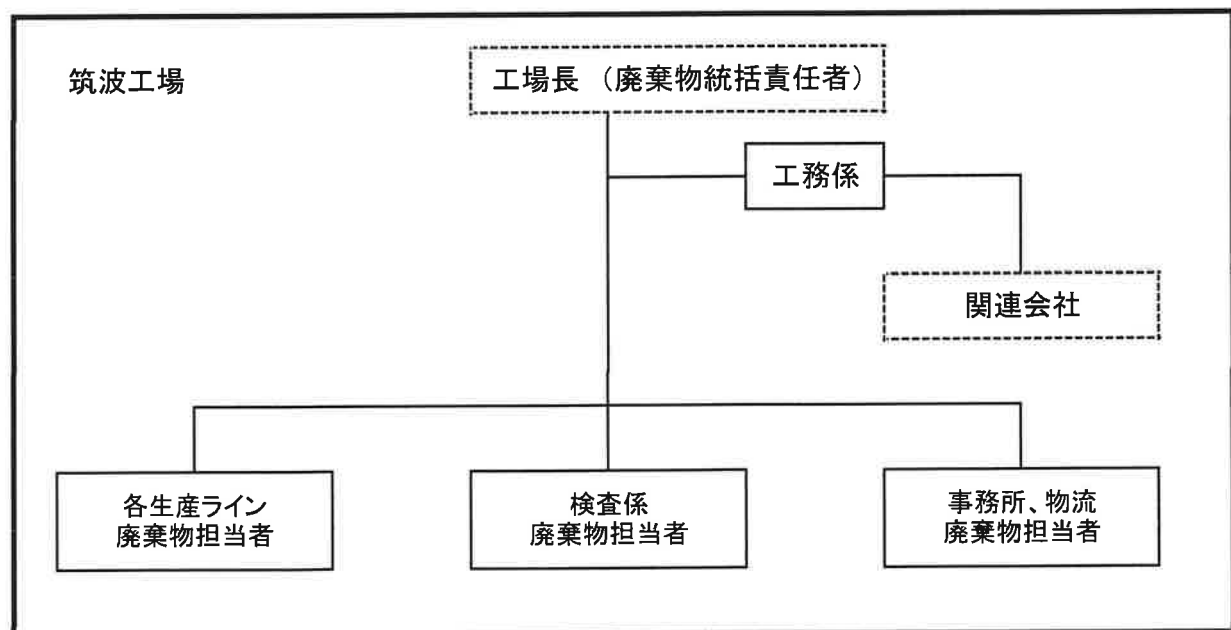 筑波工場
工場長 （廃棄物統括責任者）
工務係
関連会社
各生産ライン
廃棄物担当者
検査係
廃棄物担当者
事務所、物流
廃棄物担当者